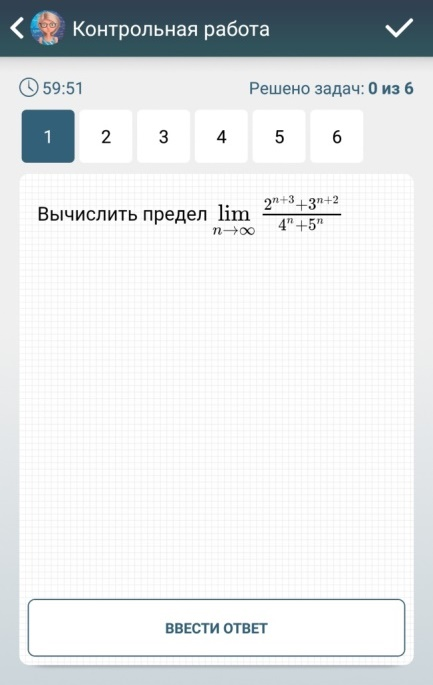 Контрольная работа
59:51
Решено задач: 0 из 6
1 2 3 4 5 6
Вычислить предел lim n→∞ (2^{n+3}+3^{n+2})/(4^n+5^n)
ВВЕСТИ ОТВЕТ